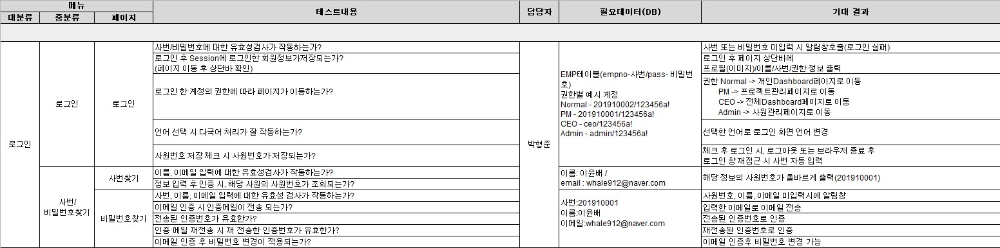 메뉴
대분류
중분류
페이지
테스트내용
담당자
필요데이터(DB)
기대 결과
로그인
로그인
로그인
사번/비밀번호에 대한 유효성검사가 작동하는가?
로그인 후 Session에 로그인한 회원정보가저장되는가?
(페이지 이동 후 상단바 확인)
로그인 한 계정의 권한에 따라 페이지가 이동하는가?
언어 선택 시 다국어 처리가 잘 작동하는가?
사원번호 저장 체크 시 사원번호가 저장되는가?
박형준
EMP테이블(empno-사번/pass- 비밀번
호)
권한별 예시 계정
Normal - 201910002/123456a!
PM - 201910001/123456a!
CEO - ceo/123456a!
Admin - admin/123456a!
사번 또는 비밀번호 미입력 시 알림창호출(로그인 실패)
로그인 후 페이지 상단바에
프로필(이미지)/이름/사번/권한 정보 출력
권한 Normal -> 개인Dashboard페이지로 이동
PM -> 프로젝트관리페이지로 이동
CEO -> 전체Dashboard페이지로 이동
Admin -> 사원관리페이지로 이동
선택한 언어로 로그인 화면 언어 변경
체크 후 로그인 시, 로그아웃 또는 브라우저 종료 후
로그인 창 재접근 시 사번 자동 입력
사번/
비밀번호찾기
사번찾기
이름, 이메일 입력에 대한 유효성검사가 작동하는가?
정보 입력 후 인증 시, 해당 사원의 사원번호가 조회되는가?
이름: 이윤배 /
email : whale912@naver.com
해당 정보의 사원번호가 올바르게 출력(201910001)
비밀번호찾기
사번, 이름, 이메일 입력에 대한 유효성 검사가 작동하는가?
이메일 인증 시 인증메일이 전송 되는가?
전송된 인증번호가 유효한가?
인증 메일 재전송 시 재 전송한 인증번호가 유효한가?
이메일 인증 후 비밀번호 변경이 적용되는가?
사번:201910001
이름:이윤배
이메일:whale912@naver.com
사원번호, 이름, 이메일 미입력시에 알림창
입력한 이메일로 이메일 전송
전송된 인증번호로 인증
재전송된 인증번호로 인증
이메일 인증후 비밀번호 변경 가능